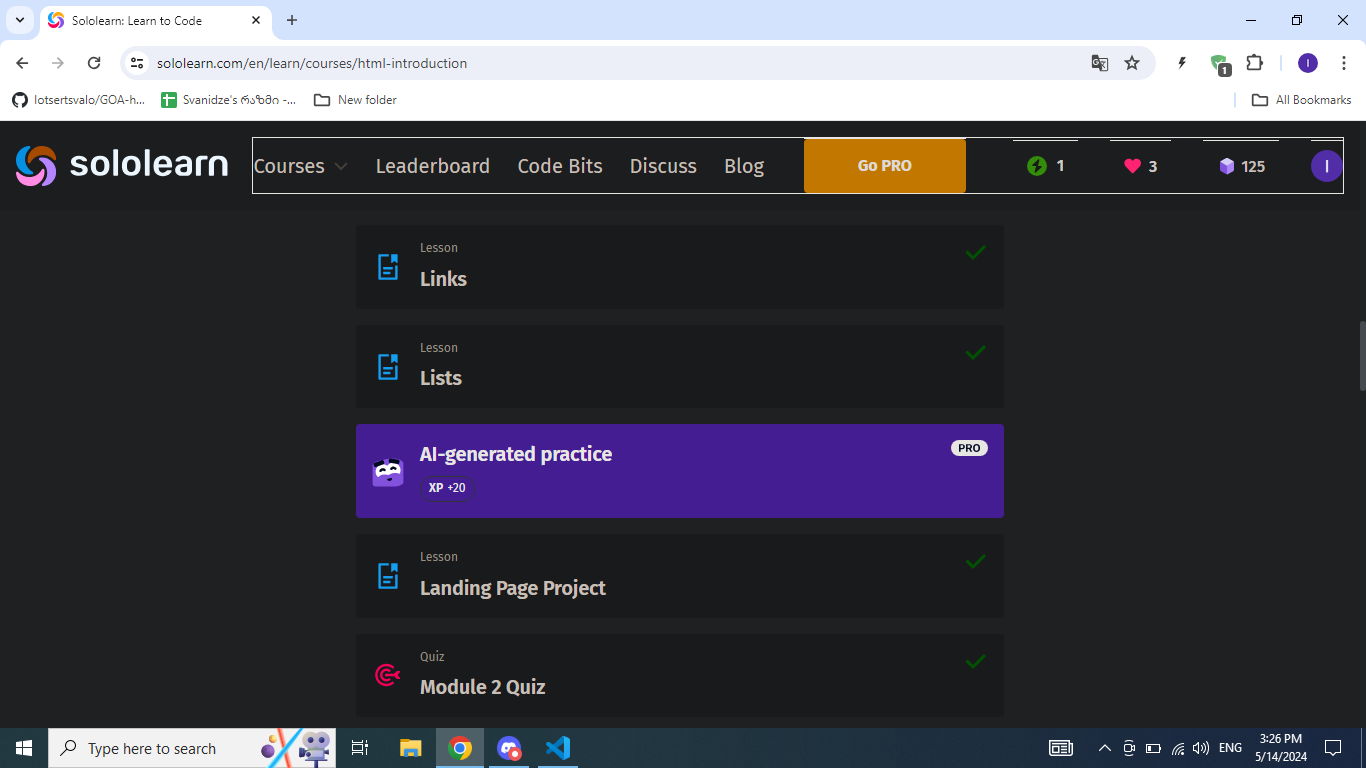 Sololearn: Learn to Code
sololearn.com/en/learn/courses/html-introduction
1
I
lotsertsvalo/GOA-h...
Svanidze's რაზმი -...
New folder
All Bookmarks
sololearn
Courses
Leaderboard
Code Bits
Discuss
Blog
Go PRO
1
3
125
I
Lesson
Links
Lesson
Lists
AI-generated practice
PRO
XP +20
Lesson
Landing Page Project
Quiz
Module 2 Quiz
Type here to search
ENG
3:26 PM
5/14/2024